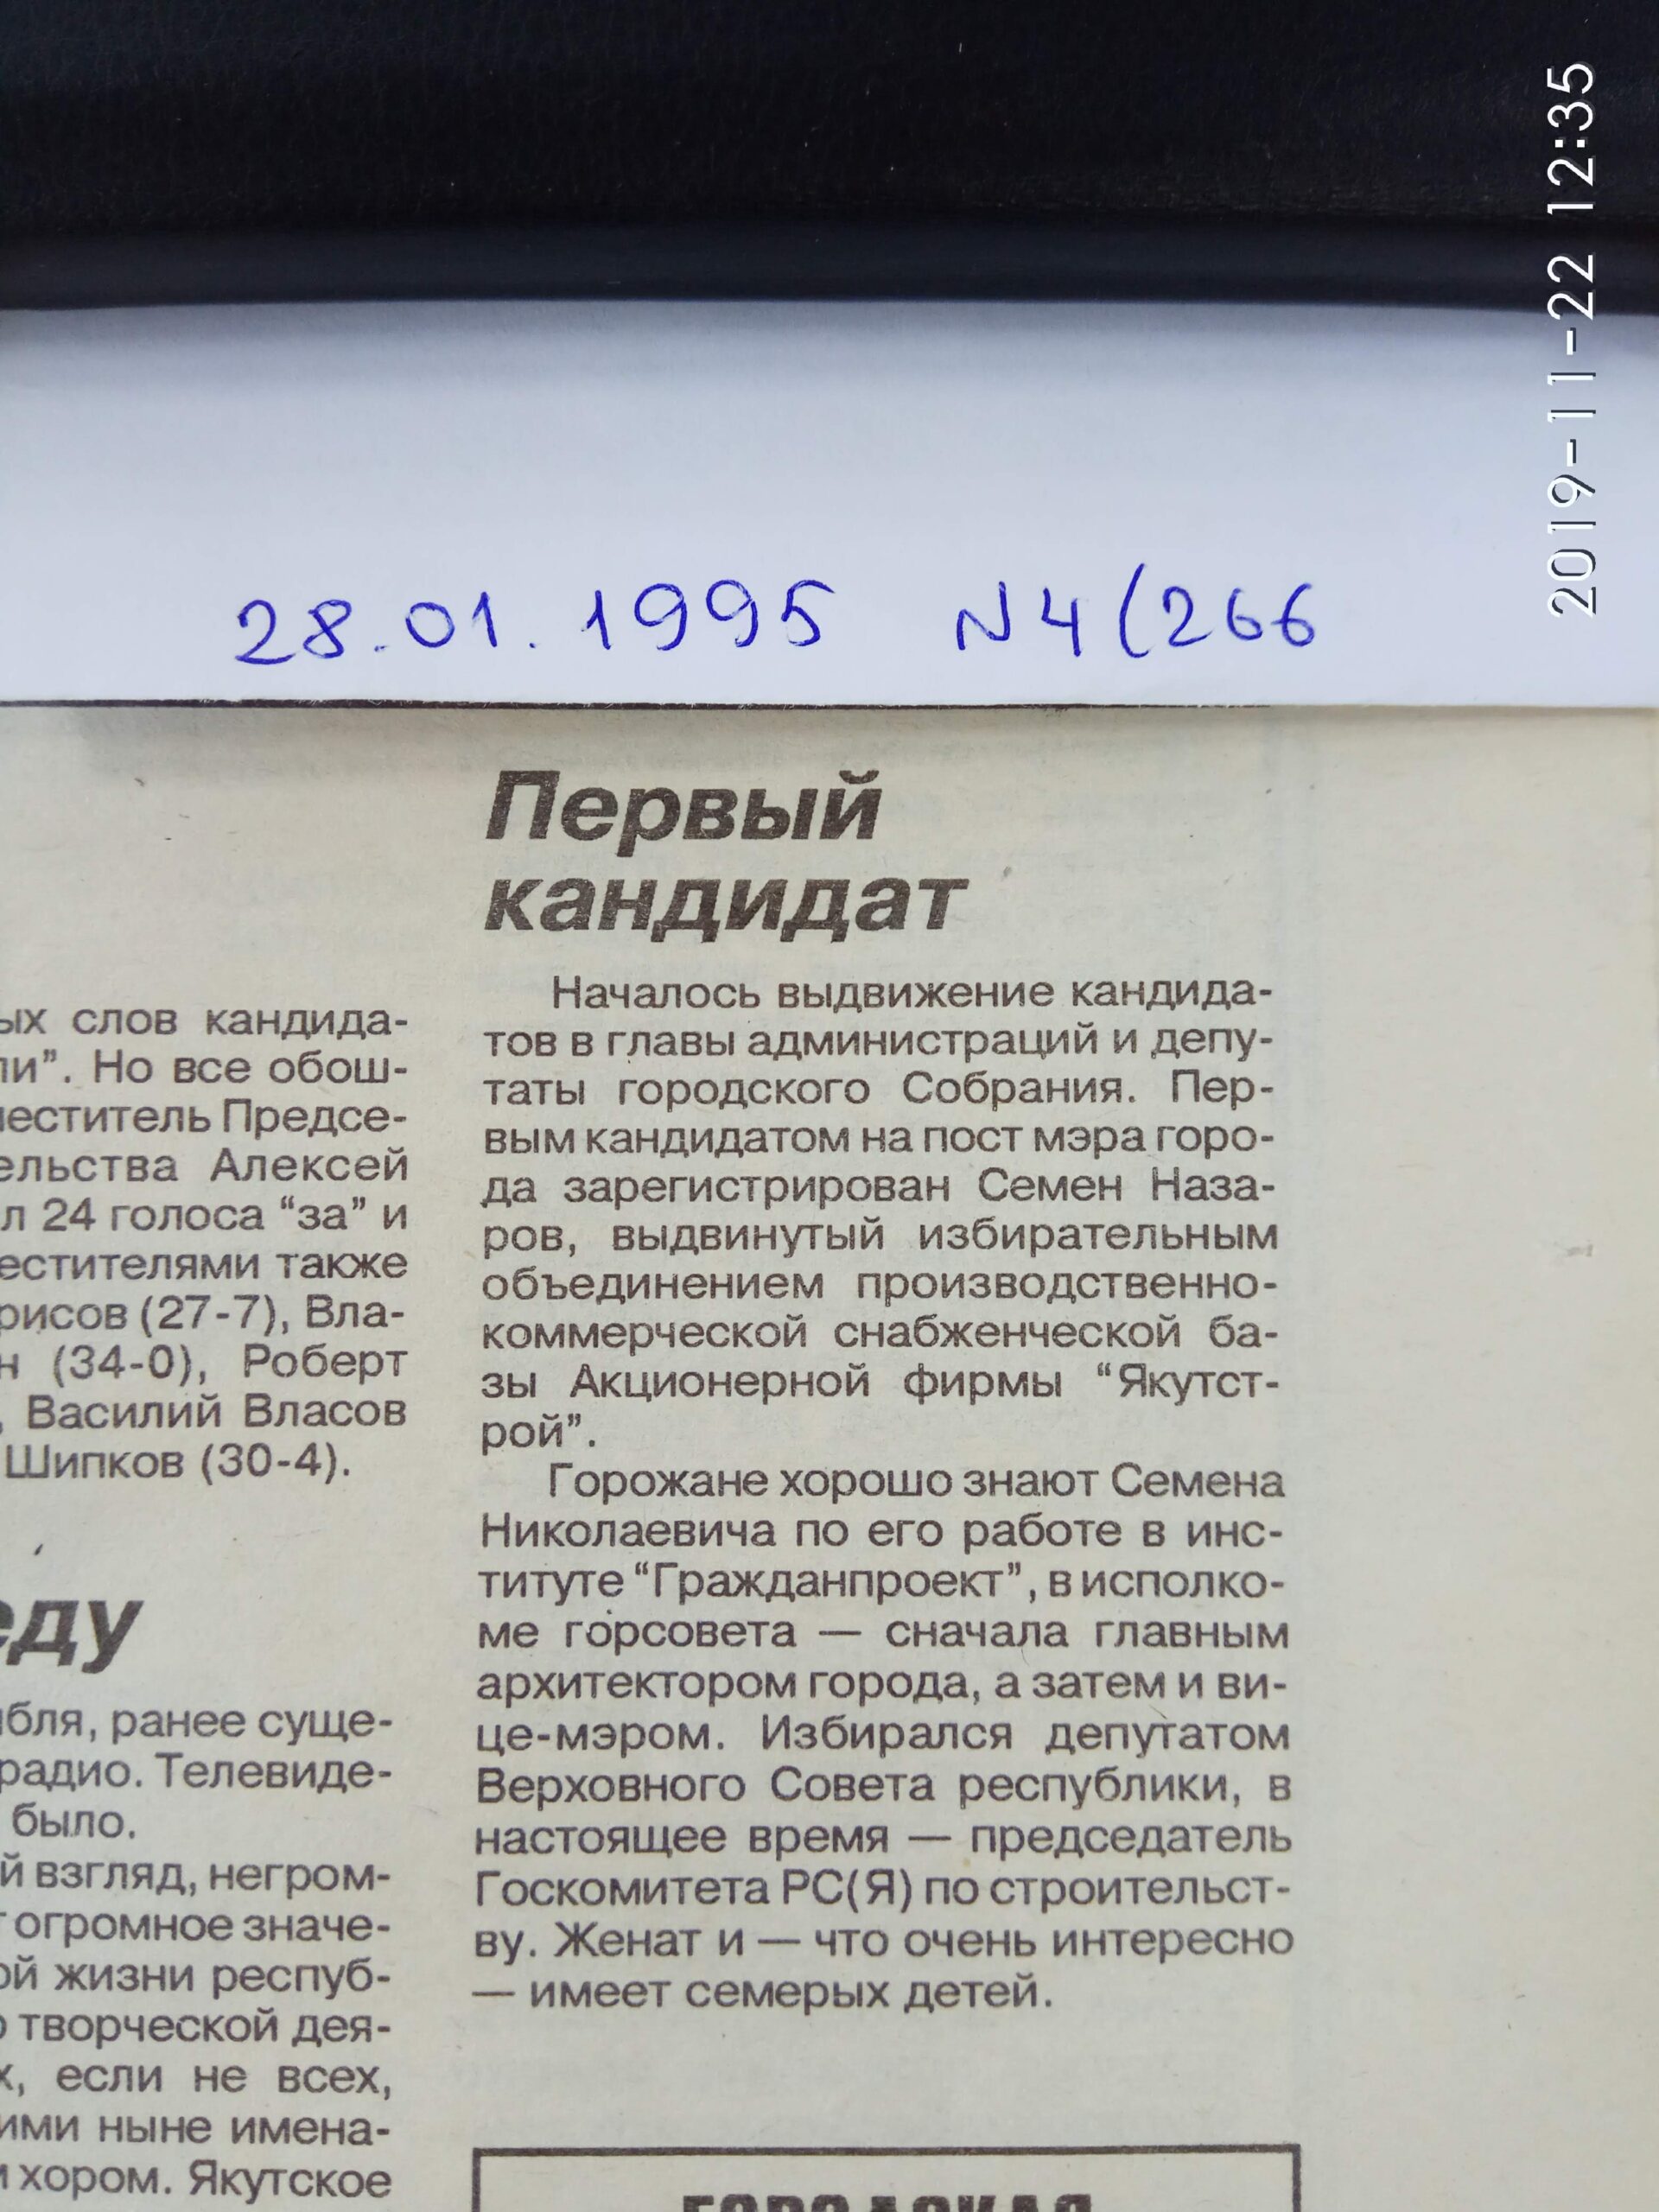 2019-11-22 12:35
28.01.1995 N4(266
Первый
кандидат
Началось выдвижение кандида-
тов в главы администраций и депу-
таты городского Собрания. Пер-
вым кандидатом на пост мэра горо-
да зарегистрирован Семен Наза-
ров, выдвинутый избирательным
объединением производственно-
коммерческой снабженческой ба-
зы Акционерной фирмы “Якутст-
рой”.
Горожане хорошо знают Семена
Николаевича по его работе в инс-
титуте “Гражданпроект”, в исполко-
ме горсовета — сначала главным
архитектором города, а затем и ви-
це-мэром. Избирался депутатом
Верховного Совета республики, в
настоящее время — председатель
Госкомитета РС(Я) по строительст-
ву. Женат и — что очень интересно
— имеет семерых детей.
ых слов кандида-
ли”. Но все обош-
меститель Предсе-
ельства Алексей
л 24 голоса “за” и
естителями также
рисов (27-7), Вла-
н (34-0), Роберт
, Василий Власов
Шипков (30-4).
еду
бля, ранее суще-
радио. Телевиде-
было.
й взгляд, негром-
т огромное значе-
ой жизни респуб-
о творческой дея-
х, если не всех,
ими ныне имена-
и хором. Якутское
ГОРОДСКАЯ